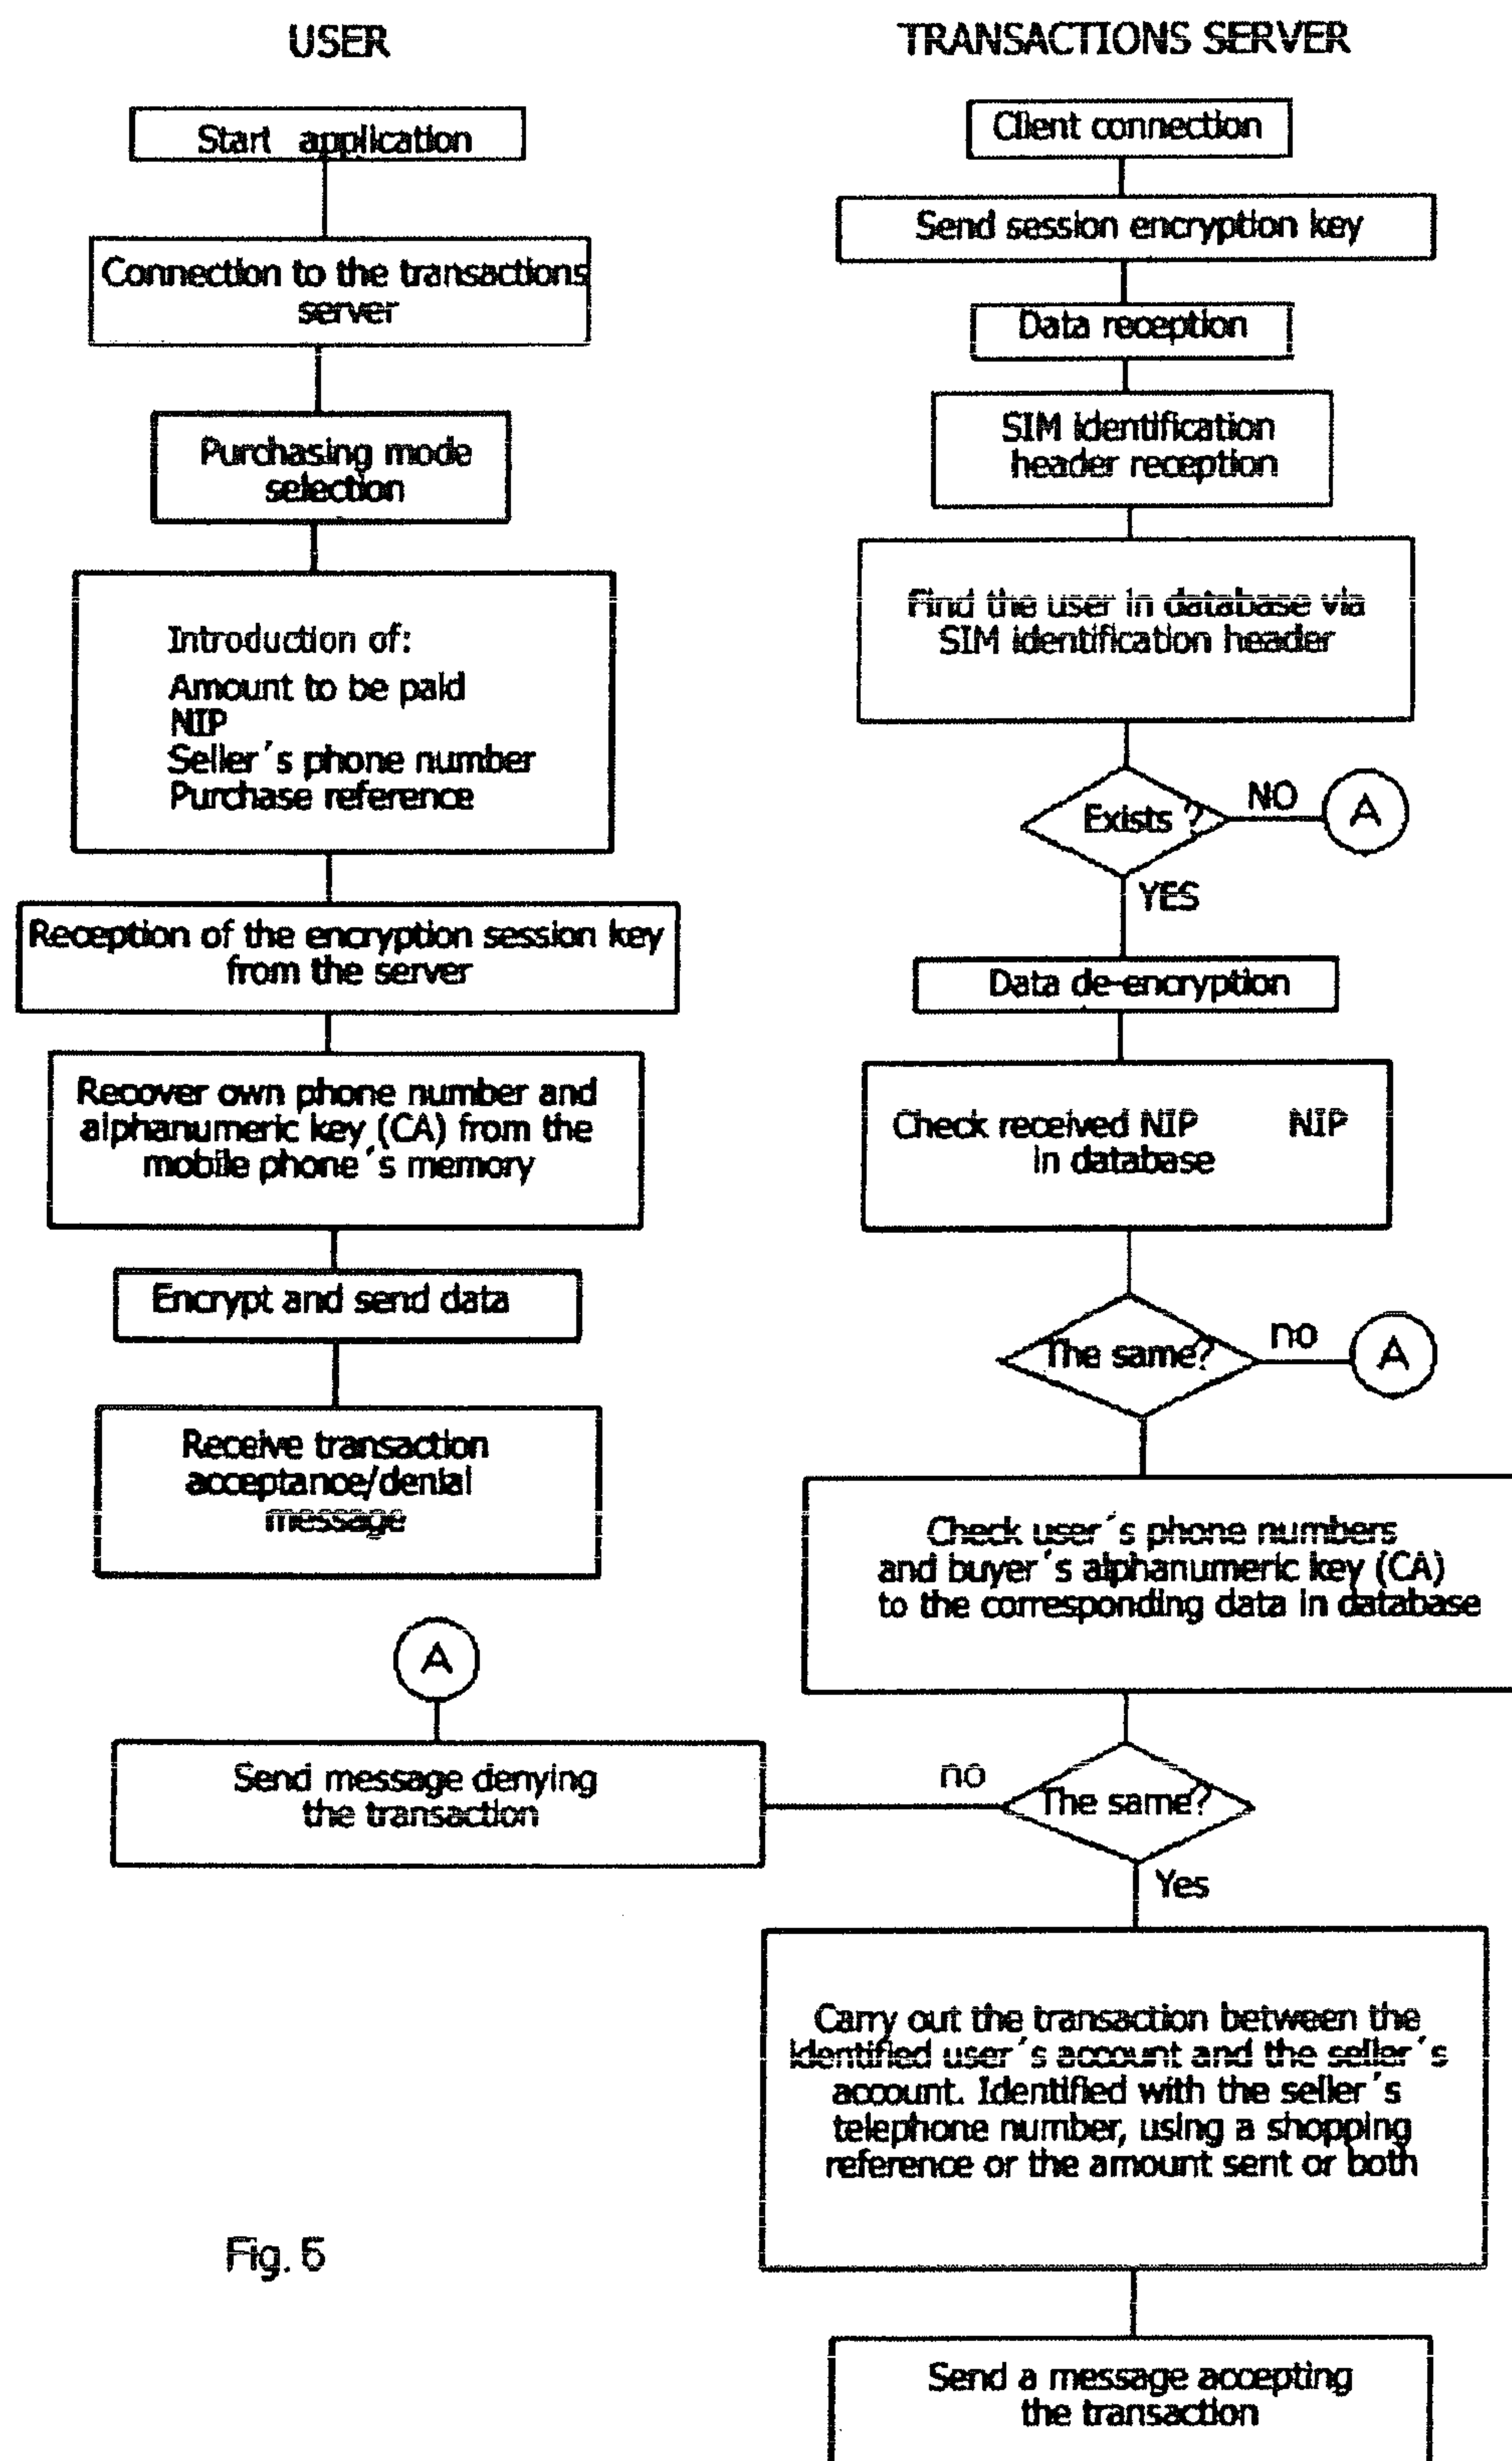 USER
Start application
Connection to the transactions
server
Purchasing mode
selection
Introduction of:
Amount to be paid
NIP
Seller´s phone number
Purchase reference
Reception of the encryption session key
from the server
Recover own phone number and
alphanumeric key (CA) from the
mobile phone´s memory
Encrypt and send data
Receive transaction
acceptance/denial
message
A
Send message denying
the transaction
TRANSACTIONS SERVER
Client connection
Send session encryption key
Data reception
SIM identification
header reception
Find the user in database via
SIM identification header
Exists ?
NO
A
YES
Data de-encryption
Check received NIP NIP
in database
The same?
no
A
Check user´s phone numbers
and buyer´s alphanumeric key (CA)
to the corresponding data in database
The same?
no
Yes
Carry out the transaction between the
identified user´s account and the seller´s
account. Identified with the seller´s
telephone number, using a shopping
reference or the amount sent or both
Send a message accepting
the transaction
Fig.